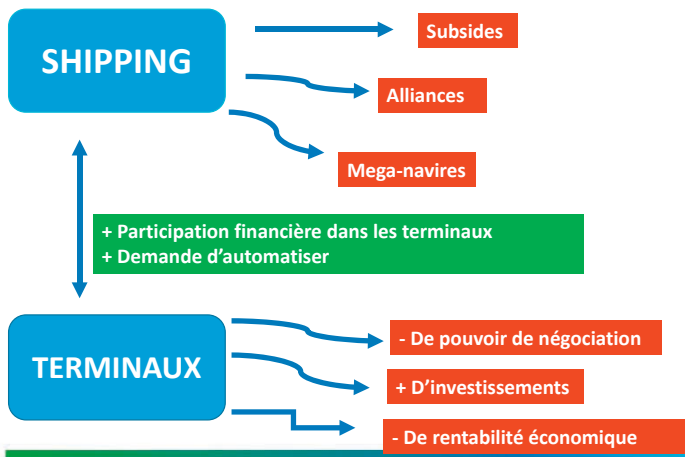 SHIPPING
Subsides
Alliances
Mega-navires
+ Participation financière dans les terminaux
+ Demande d'automatiser
TERMINAUX
- De pouvoir de négociation
+ D'investissements
- De rentabilité économique